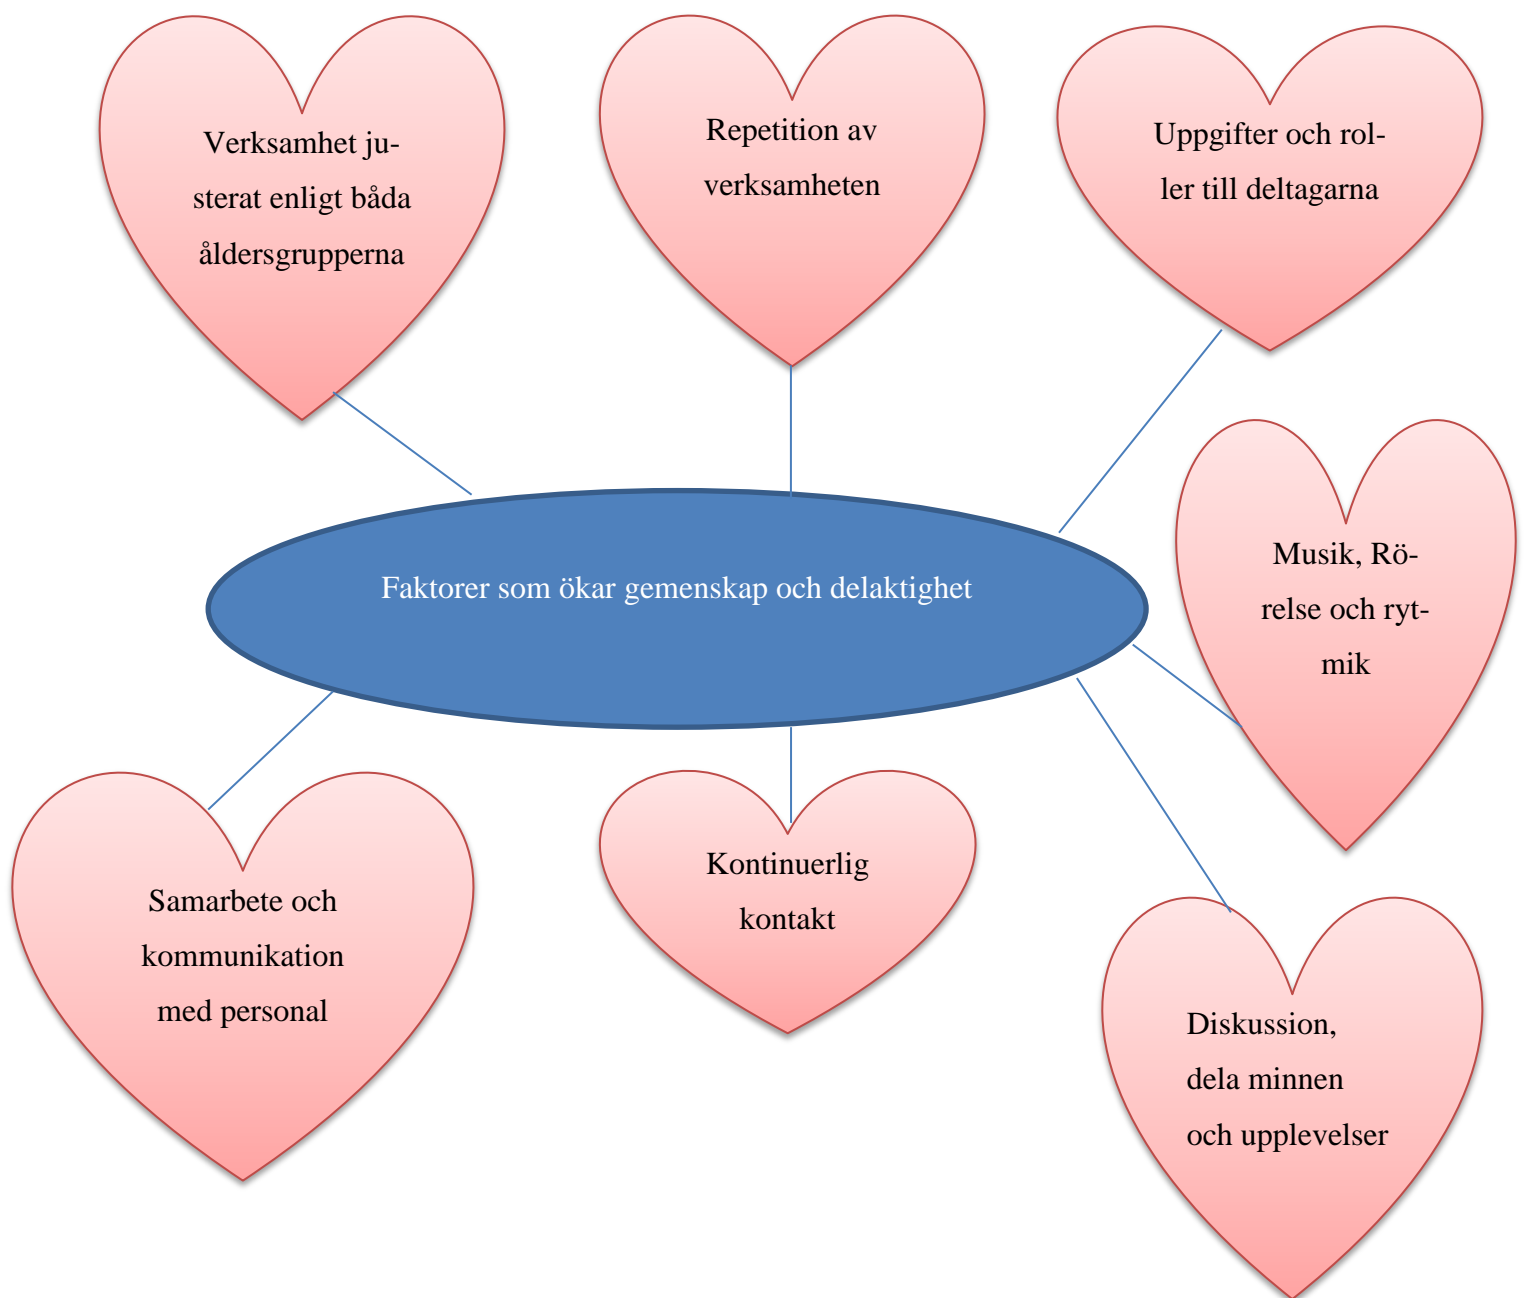 Verksamhet ju-
sterat enligt båda
åldersgrupperna
Repetition av
verksamheten
Uppgifter och rol-
ler till deltagarna
Faktorer som ökar gemenskap och delaktighet
Musik, Rö-
relse och ryt-
mik
Samarbete och
kommunikation
med personal
Kontinuerlig
kontakt
Diskussion,
dela minnen
och upplevelser